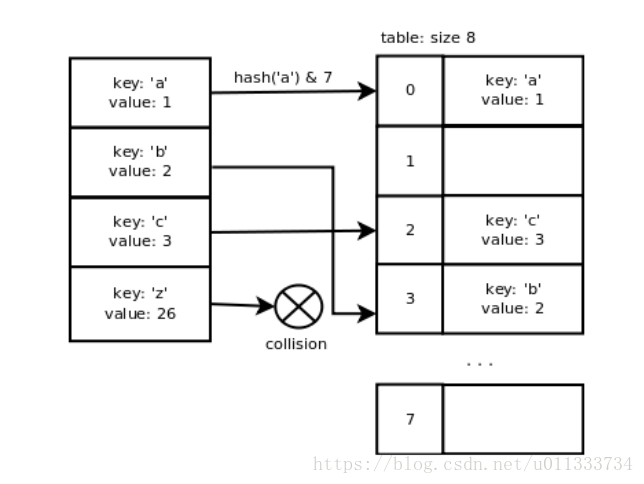 table: size 8
key: 'a'
value: 1
key: 'b'
value: 2
key: 'c'
value: 3
key: 'z'
value: 26
hash('a') & 7
collision
0
key: 'a'
value: 1
1
2
key: 'c'
value: 3
3
key: 'b'
value: 2
. . .
7
https://blog.csdn.net/u011333734